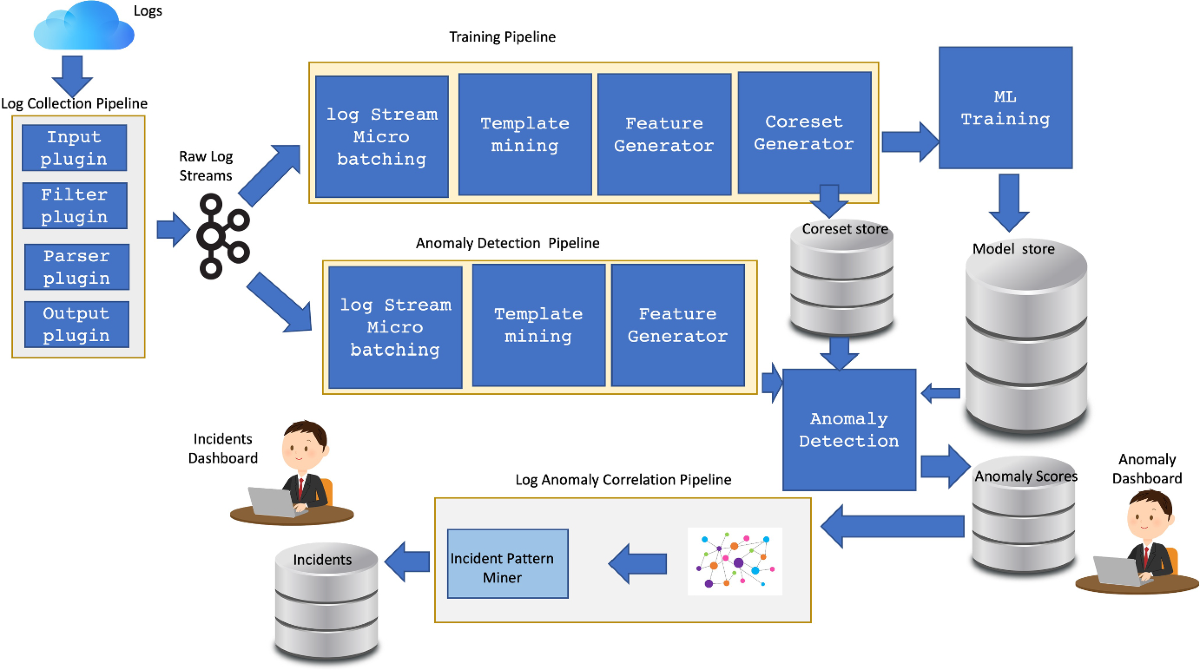 Logs
Log Collection Pipeline
Input
plugin
Filter
plugin
Parser
plugin
Output
plugin
Raw Log
Streams
Training Pipeline
log Stream
Micro
batching
Template
mining
Feature
Generator
Coreset
Generator
ML
Training
Coreset store
Model store
Anomaly Detection Pipeline
log Stream
Micro
batching
Template
mining
Feature
Generator
Anomaly
Detection
Anomaly Scores
Anomaly
Dashboard
Log Anomaly Correlation Pipeline
Incident Pattern
Miner
Incidents
Dashboard
Incidents